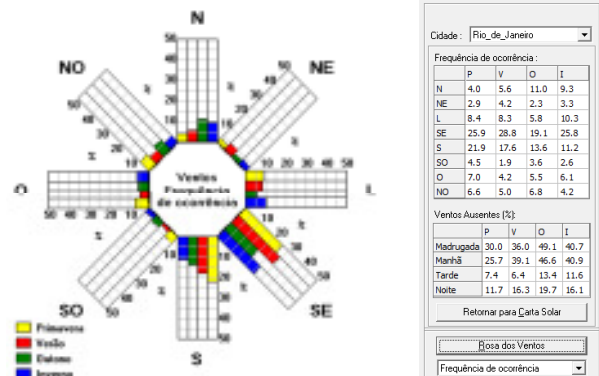 N
NE
L
SE
S
SO
O
NO
50
40
30
20
10
%
Ventos
Frequência
de ocorrência
Primavera
Verão
Outono
Inverno
Cidade : Rio_de_Janeiro
Frequência de ocorrência :
P V O I
N 4.0 5.6 11.0 9.3
NE 2.9 4.2 2.3 3.3
L 8.4 8.3 5.8 10.3
SE 25.9 28.8 19.1 25.8
S 21.9 17.6 13.6 11.2
SO 4.5 1.9 3.6 2.6
O 7.0 4.2 5.5 6.1
NO 6.6 5.0 6.8 4.2
Ventos Ausentes (%):
P V O I
Madrugada 30.0 36.0 49.1 40.7
Manhã 25.7 39.1 46.6 40.9
Tarde 7.4 6.4 13.4 11.6
Noite 11.7 16.3 19.7 16.1
Retornar para Carta Solar
Rosa dos Ventos
Frequência de ocorrência